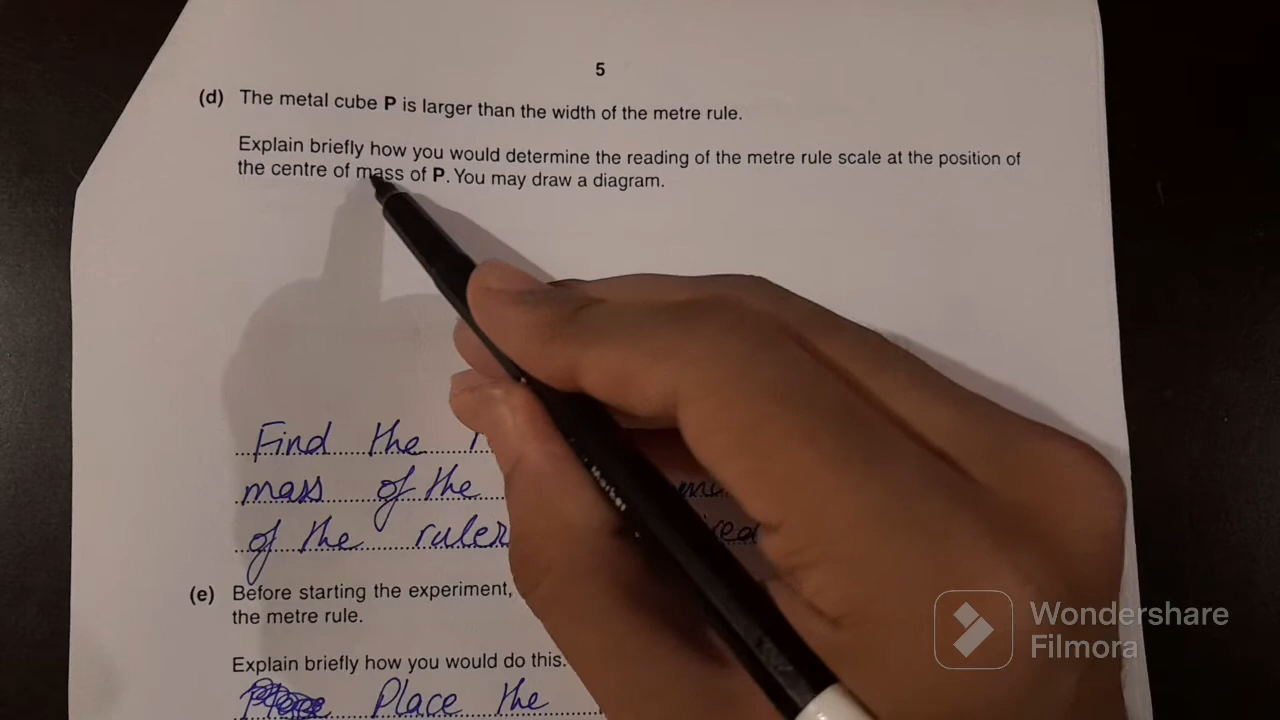 5
(d) The metal cube P is larger than the width of the metre rule.
Explain briefly how you would determine the reading of the metre rule scale at the position of
the centre of mass of P. You may draw a diagram.
Find the
mass of the
of the ruler
(e) Before starting the experiment,
the metre rule.
Explain briefly how you would do this.
Place the
Marker
Wondershare
Filmora